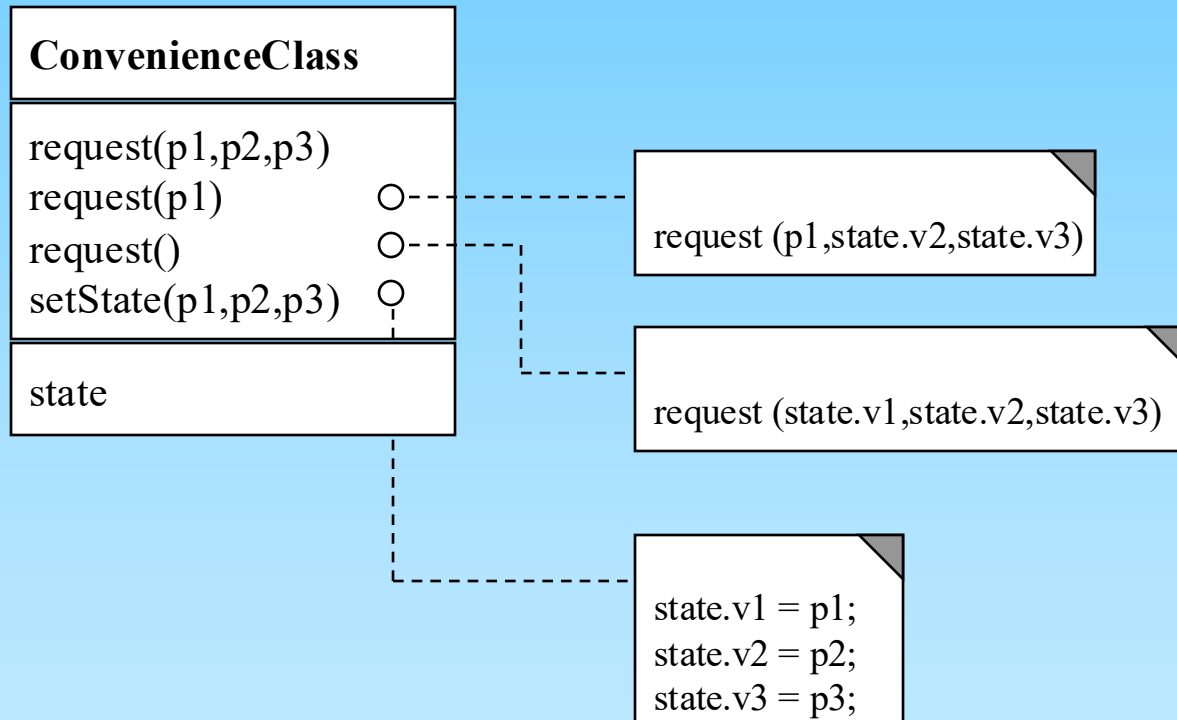 ConvenienceClass
request(p1,p2,p3)
request(p1)
request()
setState(p1,p2,p3)
state
request (p1,state.v2,state.v3)
request (state.v1,state.v2,state.v3)
state.v1 = p1;
state.v2 = p2;
state.v3 = p3;